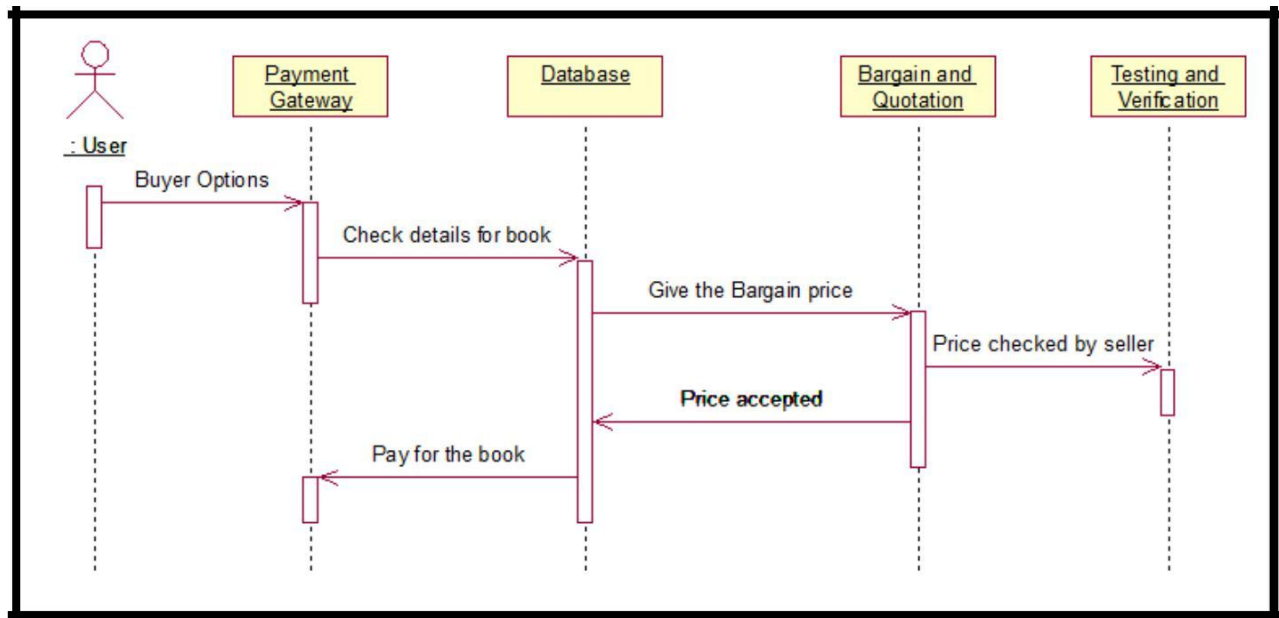 Payment
Gateway
Database
Bargain and
Quotation
Testing and
Verification
: User
Buyer Options
Check details for book
Give the Bargain price
Price checked by seller
Price accepted
Pay for the book